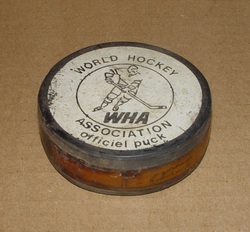 WORLD HOCKEY
WHA
ASSOCIATION
officiel puck